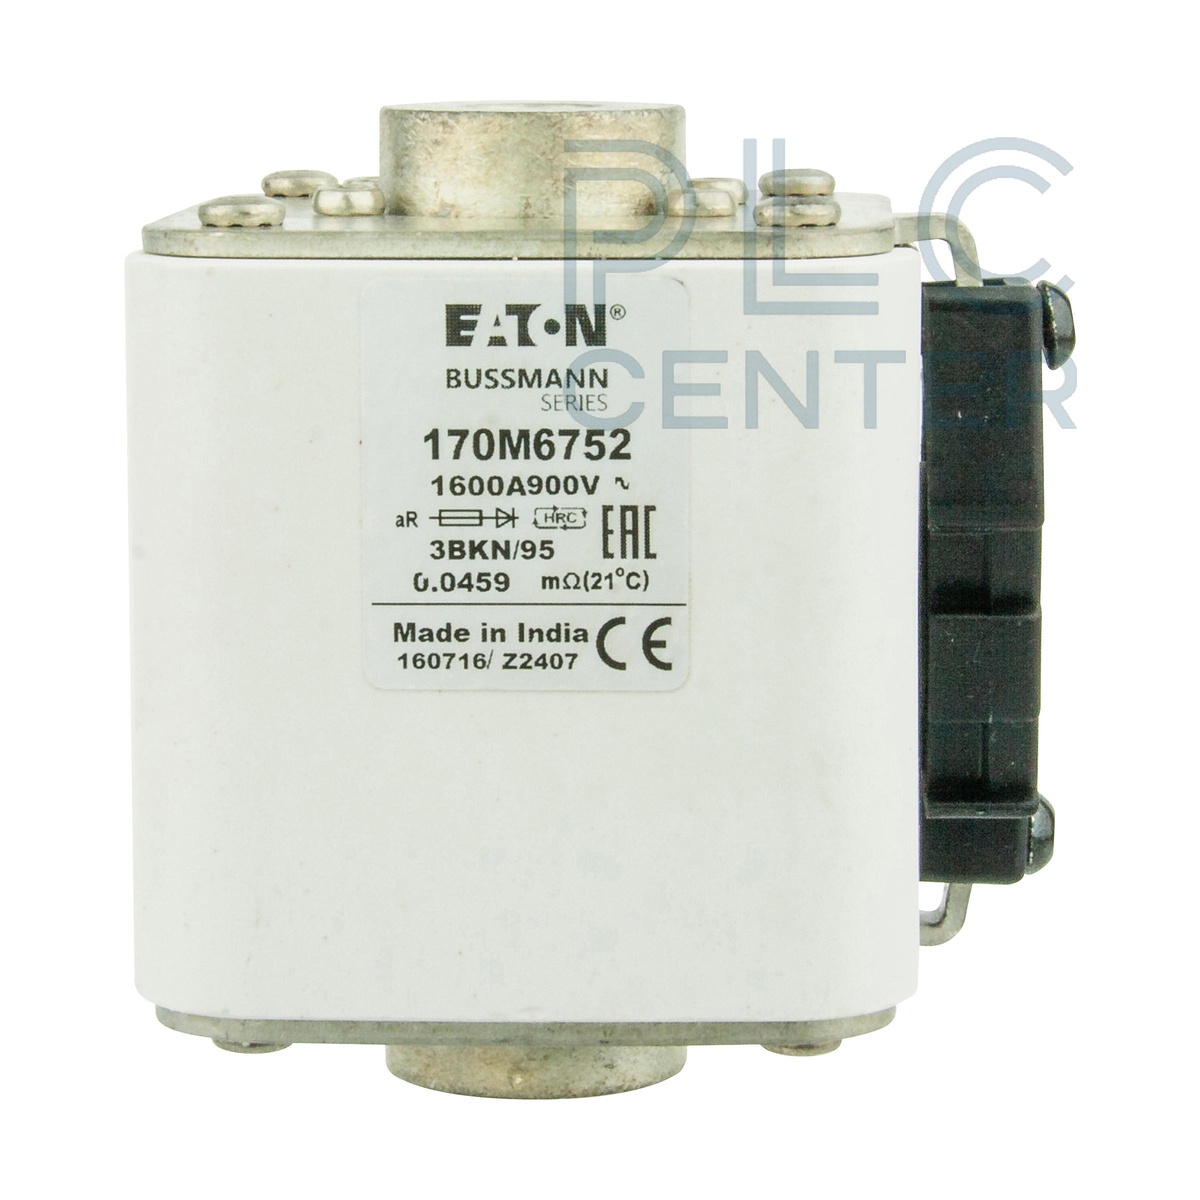 PLC
CENTER
EATON®
BUSSMANN
SERIES
170M6752
1600A900V ~
aR HRC EAC
3BKN/95
0.0459 mΩ(21°C)
Made in India CE
160716/ Z2407